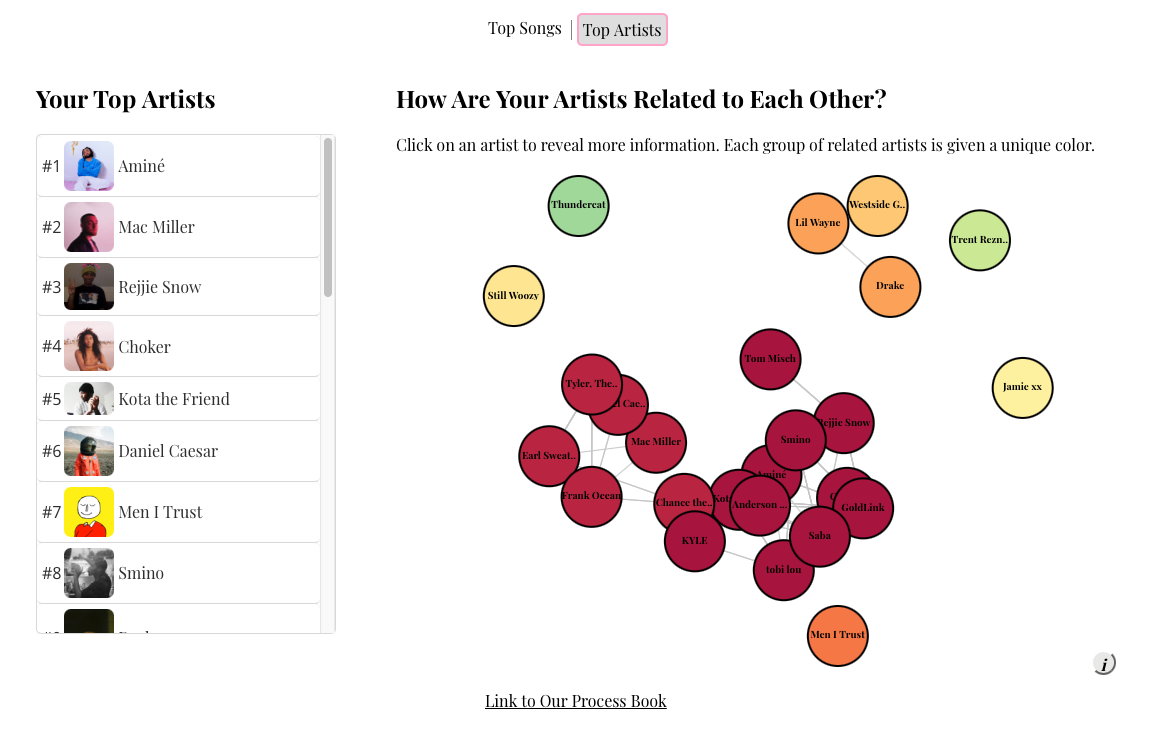 Top Songs
Top Artists
Your Top Artists
#1 Aminé
#2 Mac Miller
#3 Rejjie Snow
#4 Choker
#5 Kota the Friend
#6 Daniel Caesar
#7 Men I Trust
#8 Smino
How Are Your Artists Related to Each Other?
Click on an artist to reveal more information. Each group of related artists is given a unique color.
Thundercat
Lil Wayne
Westside G..
Trent Rezn..
Drake
Still Woozy
Tom Misch
Jamie xx
Tyler, The..
Cae..
Mac Miller
Earl Sweat..
Frank Ocean
Rejjie Snow
Smino
Aminé
Chance the..
Kot
Anderson ...
GoldLink
KYLE
Saba
tobi lou
Men I Trust
i
Link to Our Process Book